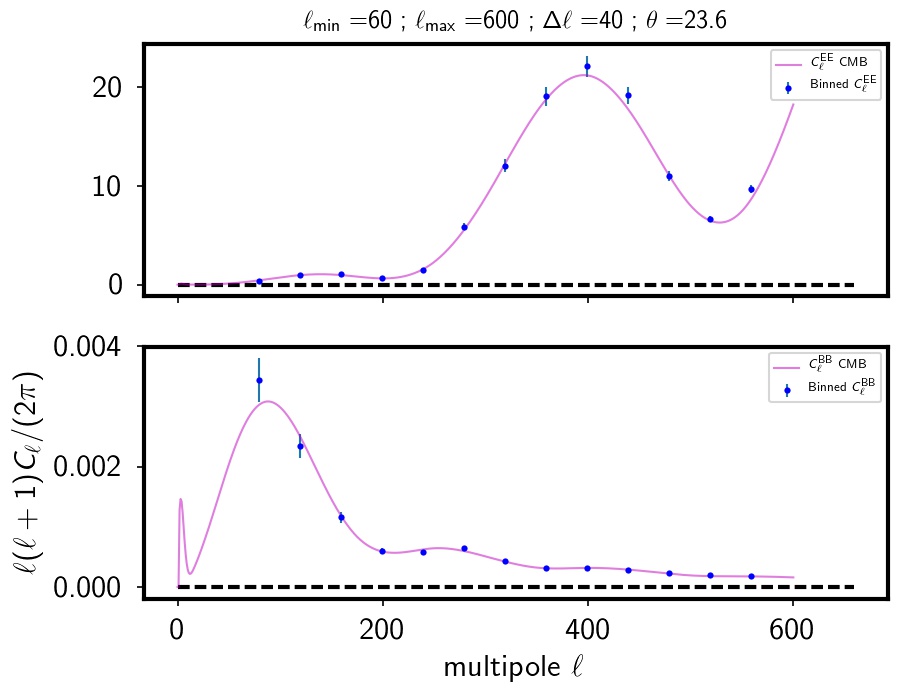 ℓmin =60 ; ℓmax =600 ; Δℓ =40 ; θ =23.6
20
10
0
CℓEE CMB
Binned CℓEE
ℓ(ℓ + 1)Cℓ/(2π)
0.004
0.002
0.000
CℓBB CMB
Binned CℓBB
0
200
400
600
multipole ℓ